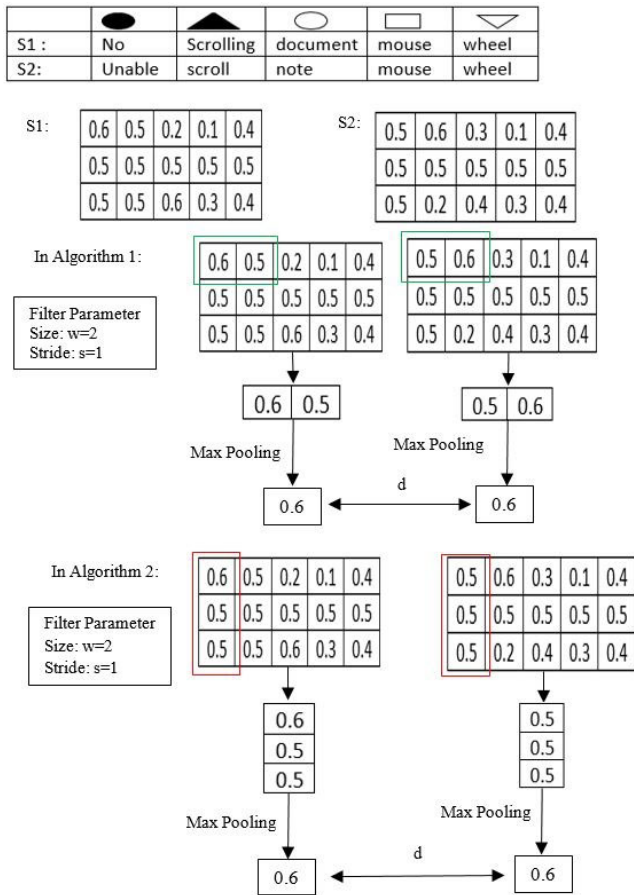 S1 : No Scrolling document mouse wheel
S2: Unable scroll note mouse wheel
S1: S2:
0.6 0.5 0.2 0.1 0.4 0.5 0.6 0.3 0.1 0.4
0.5 0.5 0.5 0.5 0.5 0.5 0.5 0.5 0.5 0.5
0.5 0.5 0.6 0.3 0.4 0.5 0.2 0.4 0.3 0.4
In Algorithm 1:
0.6 0.5 0.2 0.1 0.4 0.5 0.6 0.3 0.1 0.4
0.5 0.5 0.5 0.5 0.5 0.5 0.5 0.5 0.5 0.5
0.5 0.5 0.6 0.3 0.4 0.5 0.2 0.4 0.3 0.4
Filter Parameter
Size: w=2
Stride: s=1
0.6 0.5 0.5 0.6
Max Pooling Max Pooling
d
0.6 0.6
In Algorithm 2:
0.6 0.5 0.2 0.1 0.4 0.5 0.6 0.3 0.1 0.4
0.5 0.5 0.5 0.5 0.5 0.5 0.5 0.5 0.5 0.5
0.5 0.5 0.6 0.3 0.4 0.5 0.2 0.4 0.3 0.4
Filter Parameter
Size: w=2
Stride: s=1
0.6 0.5
0.5 0.5
0.5 0.5
Max Pooling Max Pooling
d
0.6 0.6